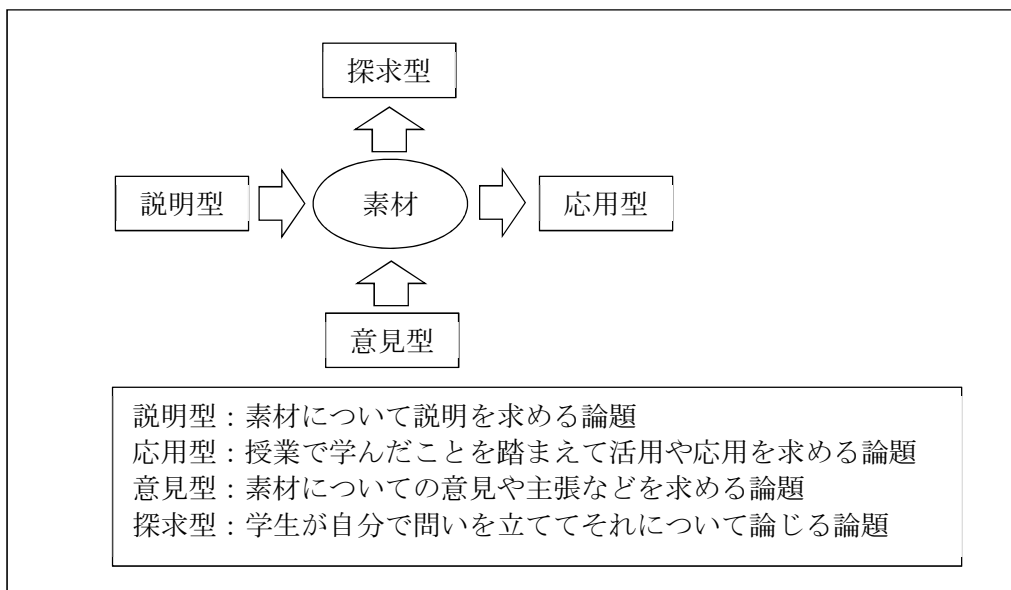 探求型
説明型
素材
応用型
意見型
説明型：素材について説明を求める論題
応用型：授業で学んだことを踏まえて活用や応用を求める論題
意見型：素材についての意見や主張などを求める論題
探求型：学生が自分で問いを立ててそれについて論じる論題